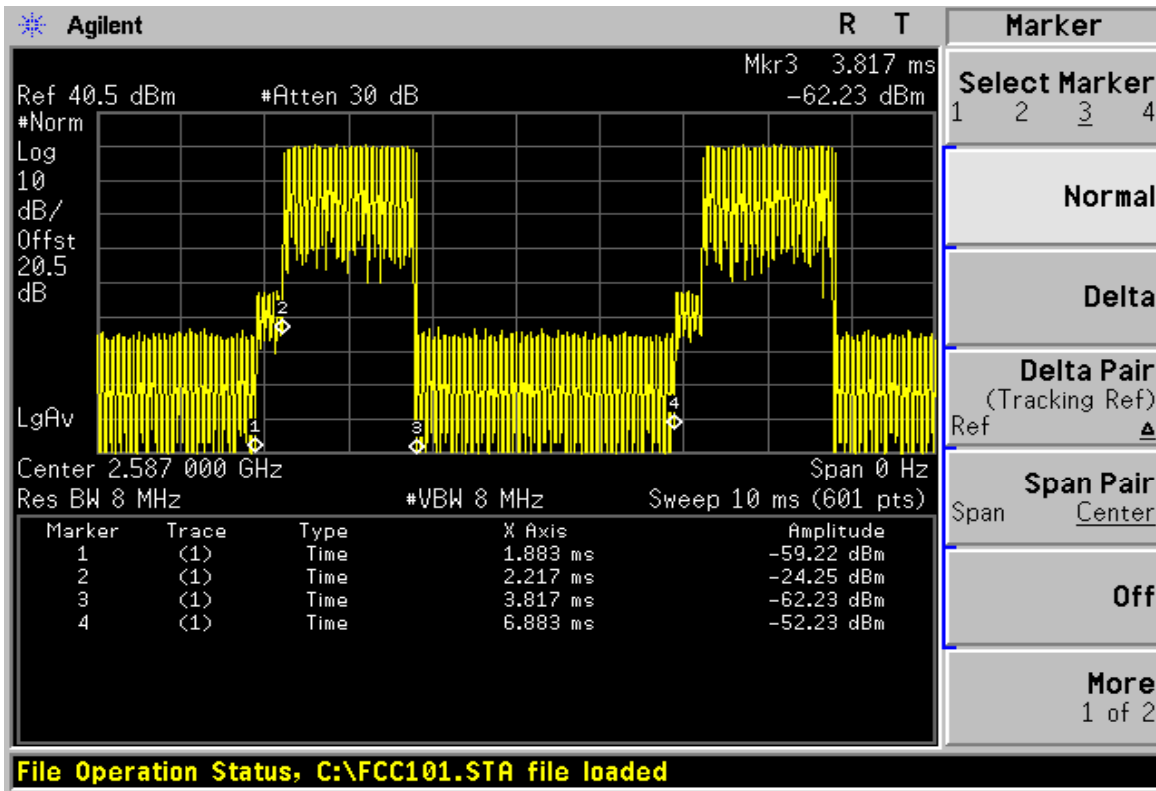 Agilent R T
Mkr3 3.817 ms
Ref 40.5 dBm #Atten 30 dB -62.23 dBm
#Norm
Log
10
dB/
Offst
20.5
dB
LgAv
2
1
3
4
Center 2.587 000 GHz Span 0 Hz
Res BW 8 MHz #VBW 8 MHz Sweep 10 ms (601 pts)
Marker Trace Type X Axis Amplitude
1 (1) Time 1.883 ms -59.22 dBm
2 (1) Time 2.217 ms -24.25 dBm
3 (1) Time 3.817 ms -62.23 dBm
4 (1) Time 6.883 ms -52.23 dBm
File Operation Status, C:\FCC101.STA file loaded
Marker
Select Marker
1 2 3 4
Normal
Delta
Delta Pair
(Tracking Ref)
Ref Δ
Span Pair
Span Center
Off
More
1 of 2